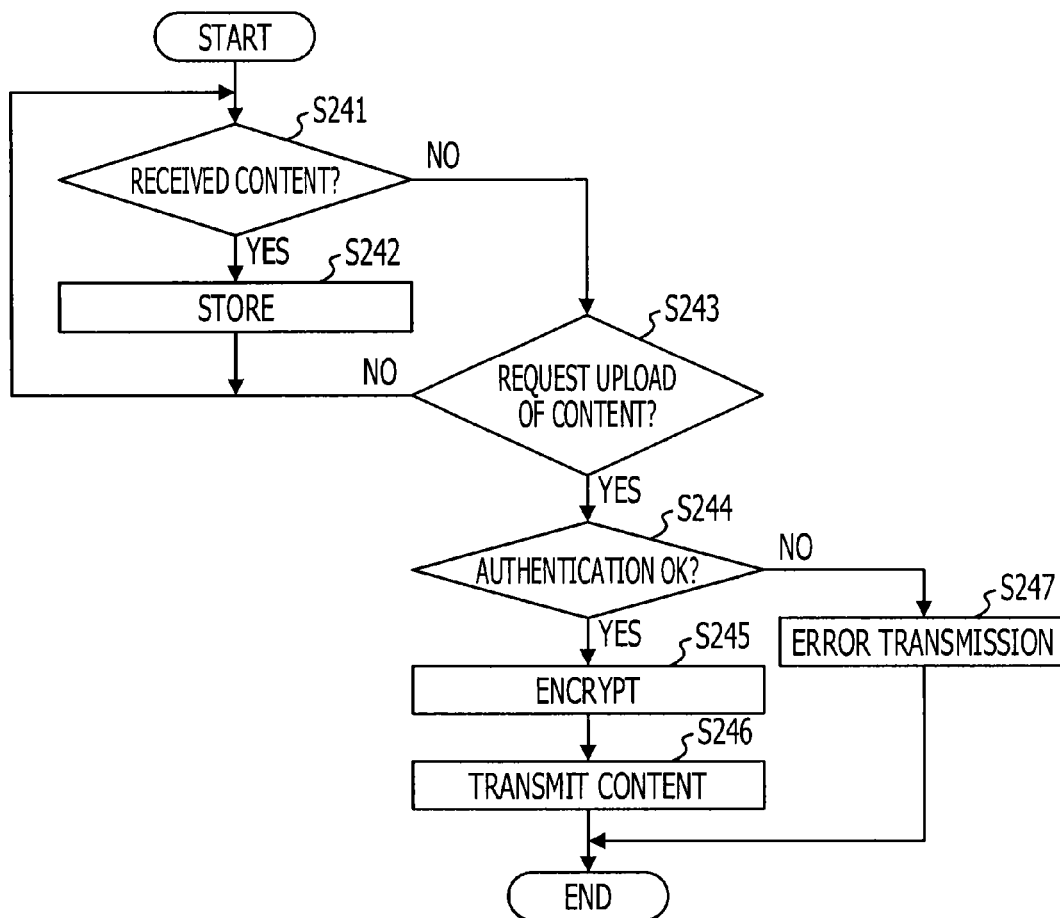 START
S241
NO
RECEIVED CONTENT?
YES
S242
STORE
S243
NO
REQUEST UPLOAD
OF CONTENT?
YES
S244
NO
AUTHENTICATION OK?
S247
YES
ERROR TRANSMISSION
S245
ENCRYPT
S246
TRANSMIT CONTENT
END